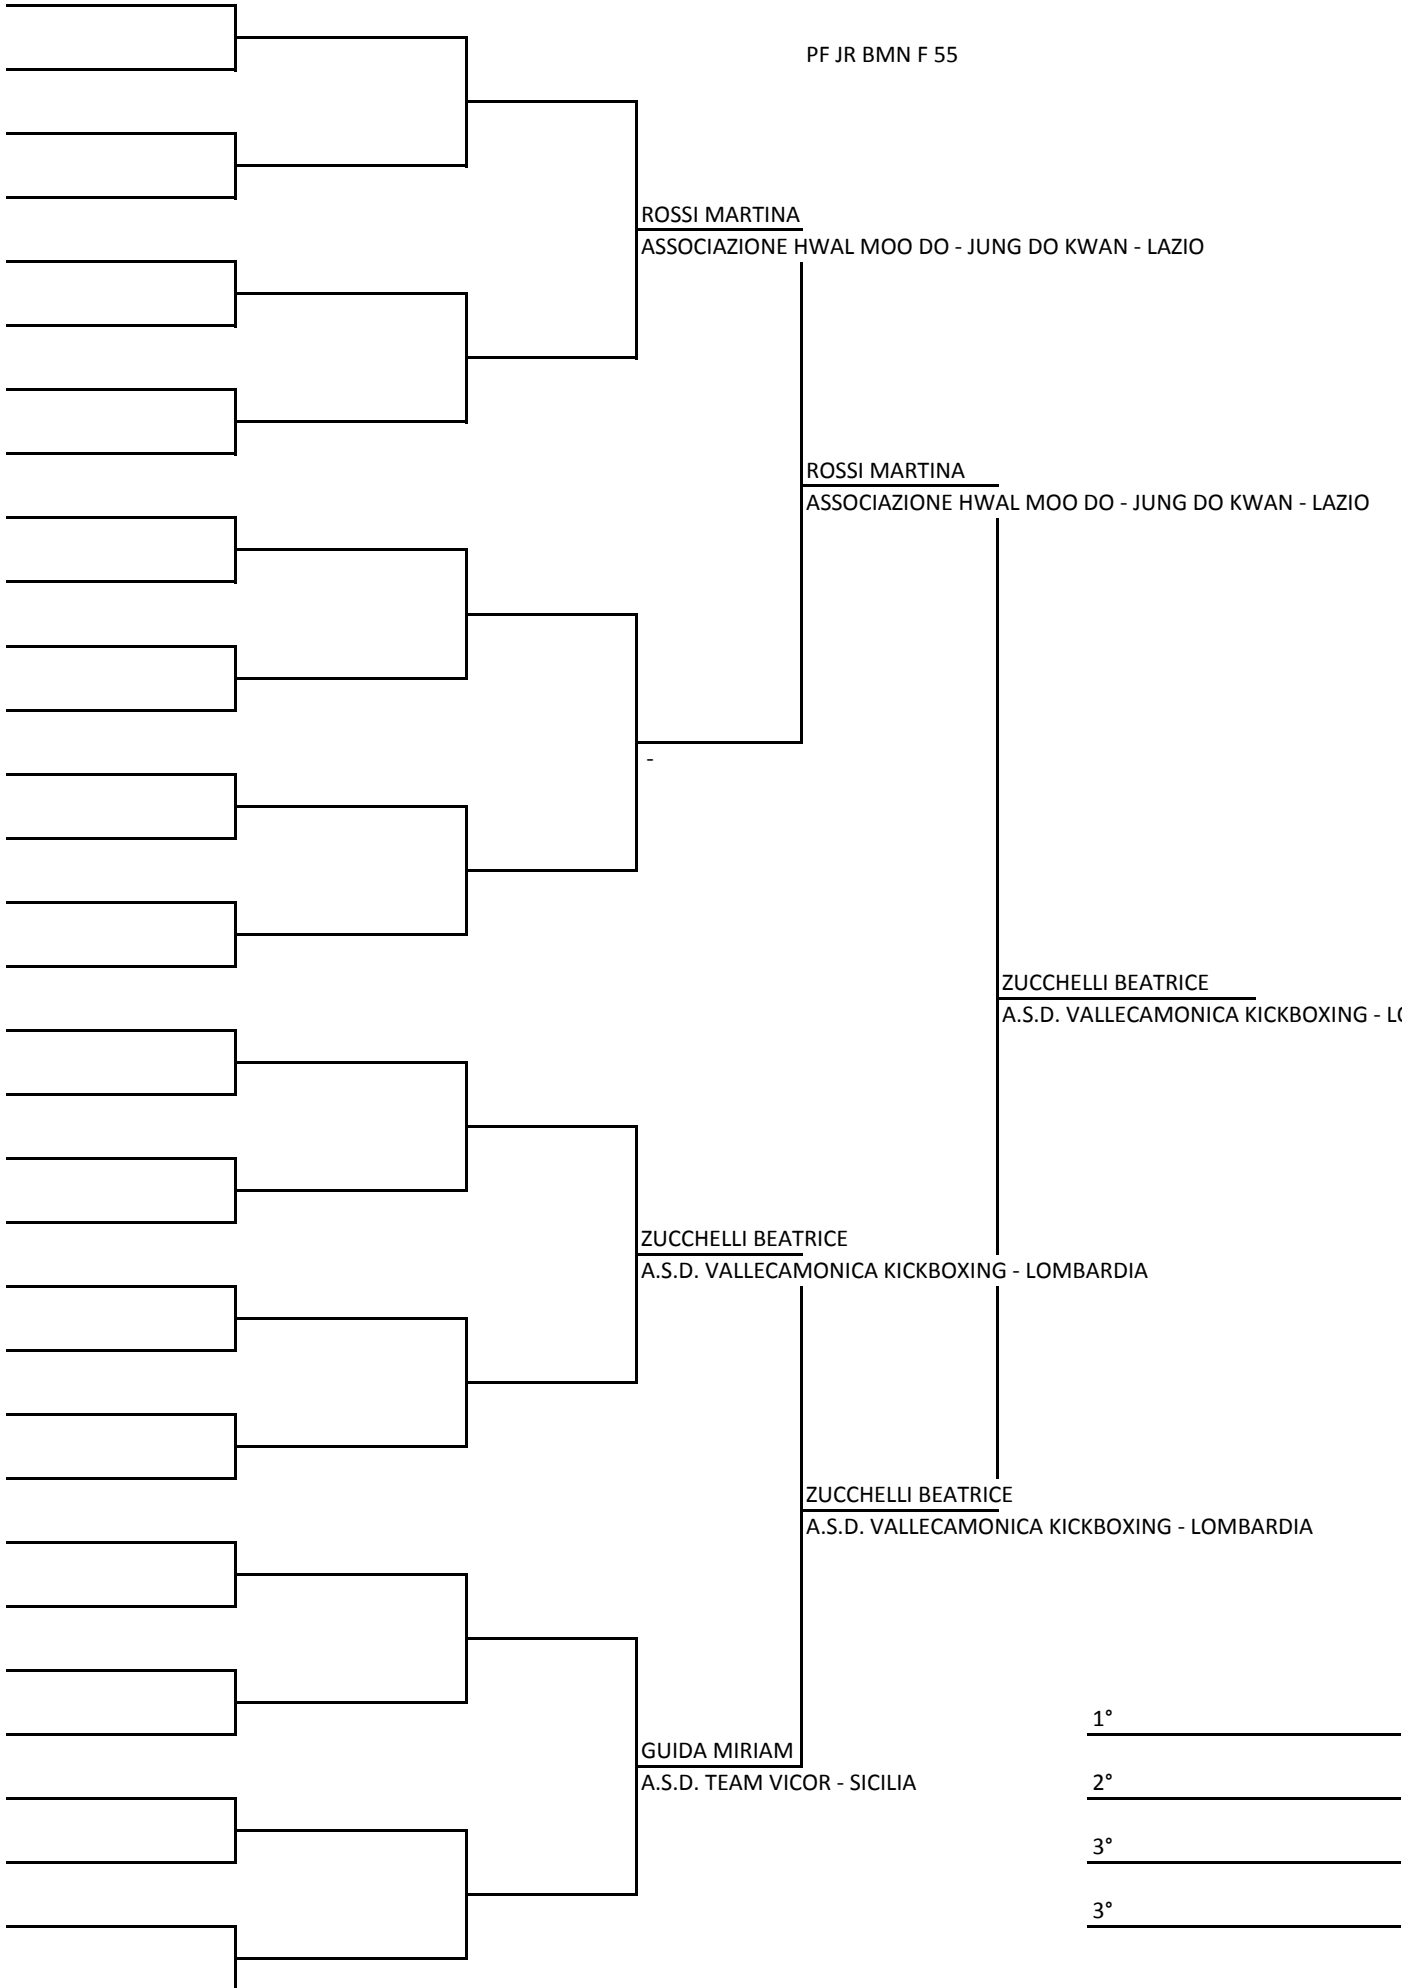 PF JR BMN F 55
ROSSI MARTINA
ASSOCIAZIONE HWAL MOO DO - JUNG DO KWAN - LAZIO
ROSSI MARTINA
ASSOCIAZIONE HWAL MOO DO - JUNG DO KWAN - LAZIO
-
ZUCCHELLI BEATRICE
A.S.D. VALLECAMONICA KICKBOXING - LO
ZUCCHELLI BEATRICE
A.S.D. VALLECAMONICA KICKBOXING - LOMBARDIA
ZUCCHELLI BEATRICE
A.S.D. VALLECAMONICA KICKBOXING - LOMBARDIA
1°
GUIDA MIRIAM
A.S.D. TEAM VICOR - SICILIA
2°
3°
3°